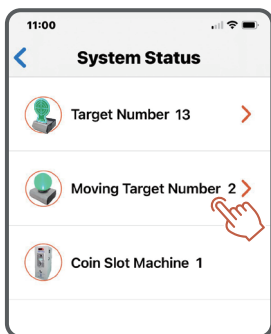 11:00
System Status
Target Number 13
Moving Target Number 2
Coin Slot Machine 1